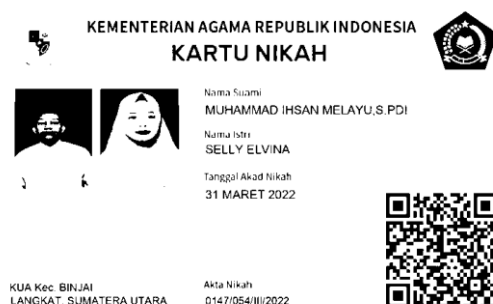 KEMENTERIAN AGAMA REPUBLIK INDONESIA
KARTU NIKAH
Nama Suami
MUHAMMAD IHSAN MELAYU,S.PDI
Nama Istri
SELLY ELVINA
Tanggal Akad Nikah
31 MARET 2022
KUA Kec. BINJAI
LANGKAT, SUMATERA UTARA
Akta Nikah
0147/054/III/2022